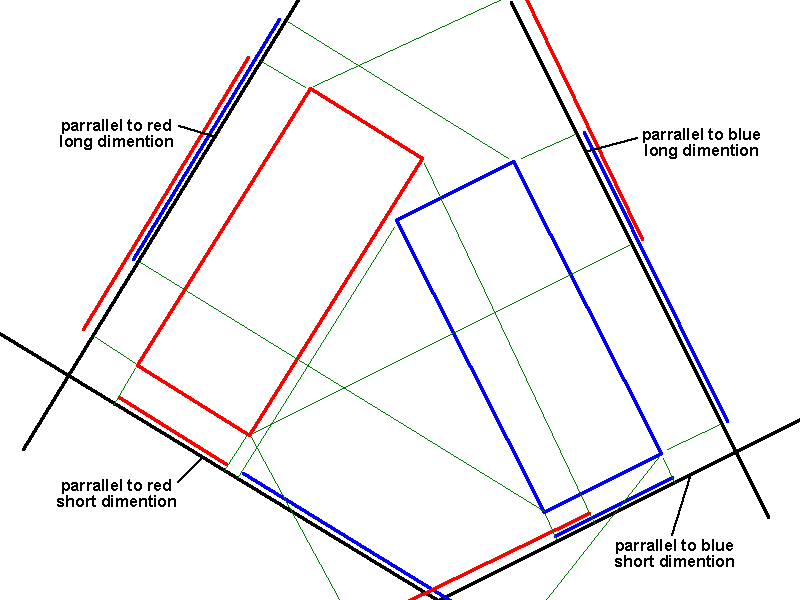 parrallel to red
long dimention
parrallel to blue
long dimention
parrallel to red
short dimention
parrallel to blue
short dimention